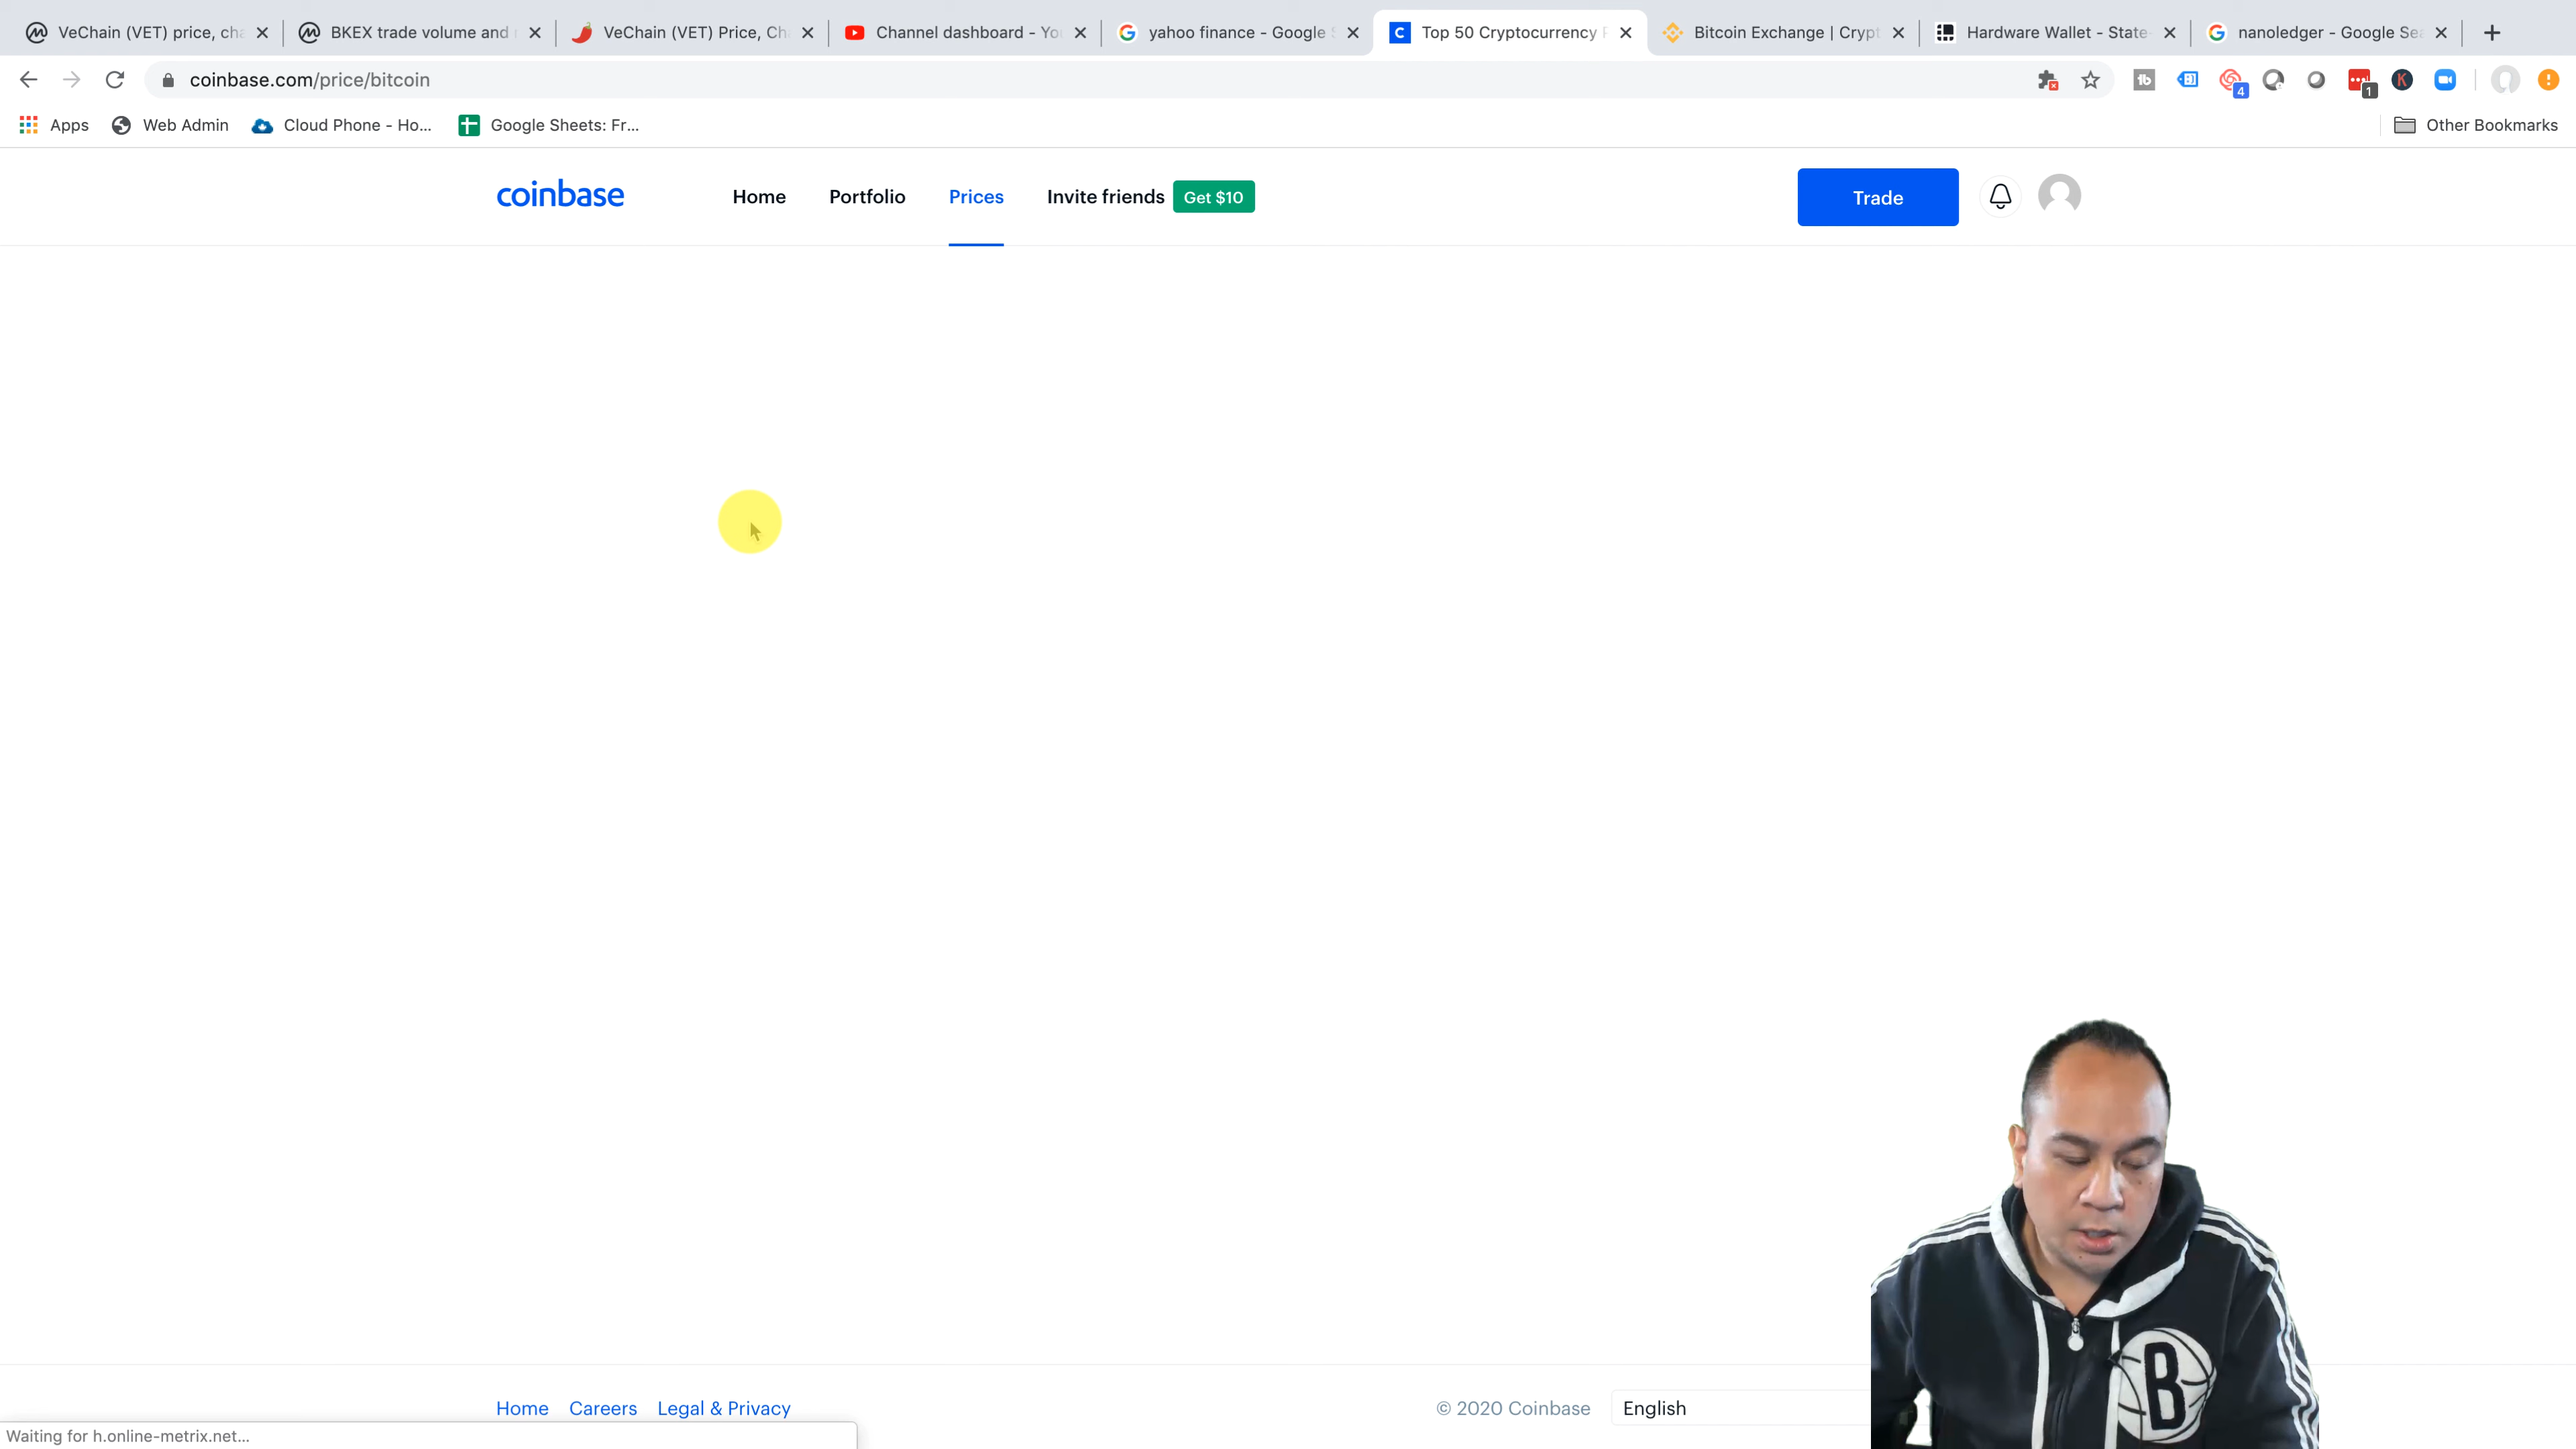 VeChain (VET) price, cha
BKEX trade volume and
VeChain (VET) Price, Ch
Channel dashboard - Yo
yahoo finance - Google S
Top 50 Cryptocurrency P
Bitcoin Exchange | Crypt
Hardware Wallet - State-
nanoledger - Google Sea
coinbase.com/price/bitcoin
4
1
K
Apps
Web Admin
Cloud Phone - Ho...
Google Sheets: Fr...
Other Bookmarks
coinbase
Home
Portfolio
Prices
Invite friends
Get $10
Trade
B
Home
Careers
Legal & Privacy
© 2020 Coinbase
English
Waiting for h.online-metrix.net...